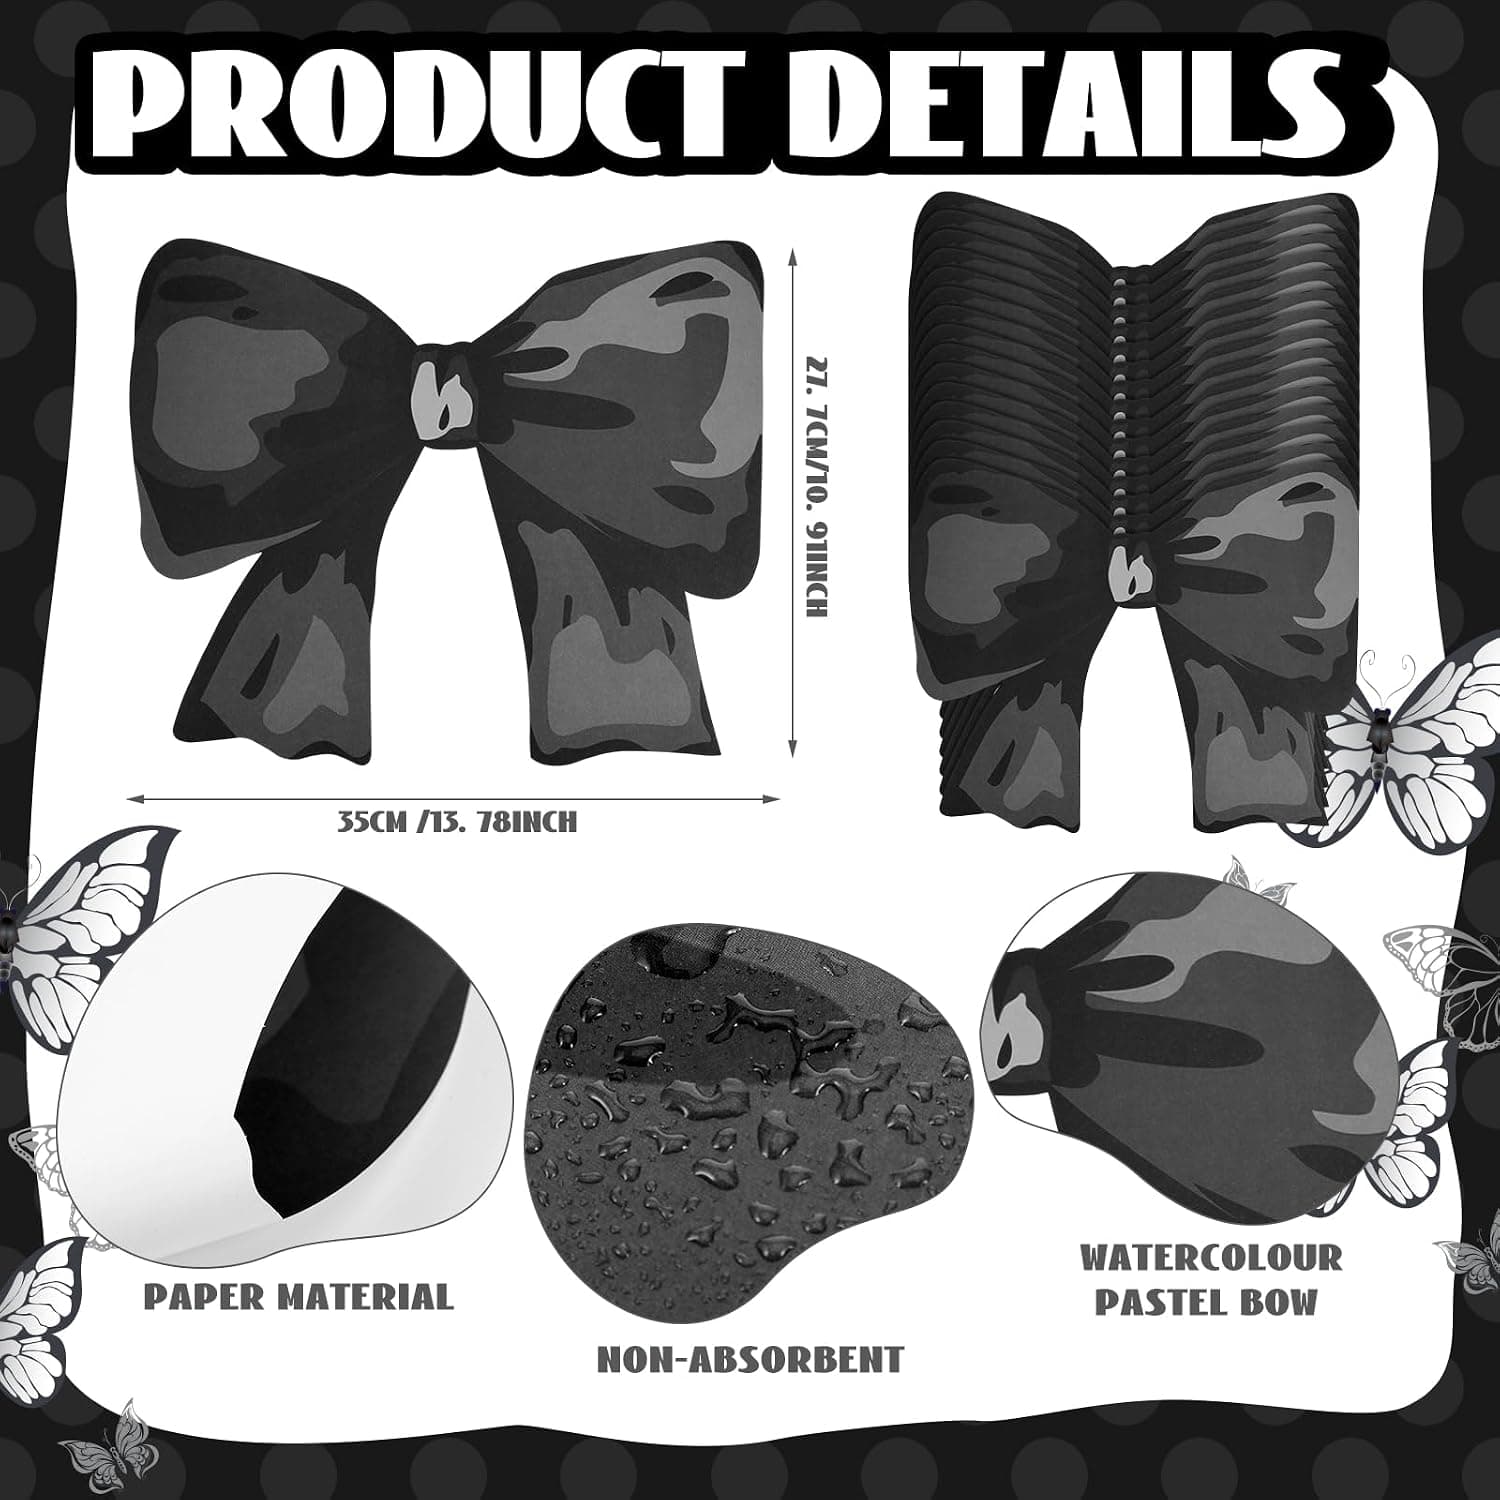 PRODUCT DETAILS
27. 7CM/10. 91INCH
35CM /13. 78INCH
PAPER MATERIAL
NON-ABSORBENT
WATERCOLOUR
PASTEL BOW